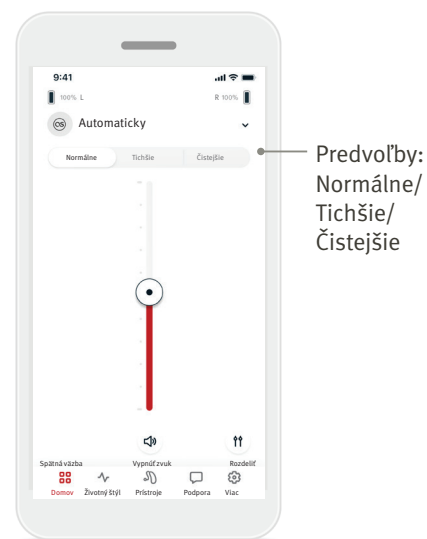 9:41
100% L
R 100%
OS Automaticky
Normálne Tichšie Čistejšie
Predvoľby:
Normálne/
Tichšie/
Čistejšie
Spätná väzba Vypnúť zvuk Rozdeliť
Domov Životný štýl Prístroje Podpora Viac